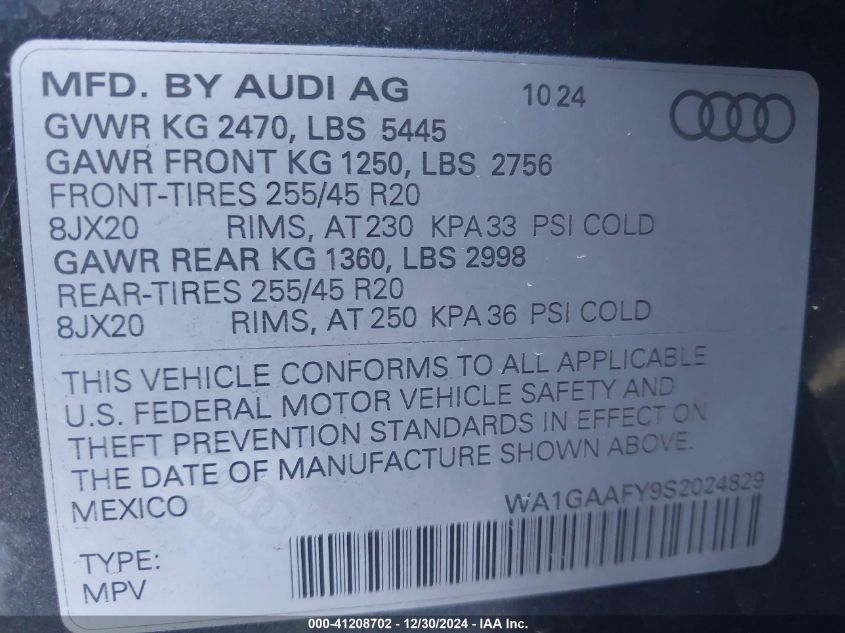 MFD. BY AUDI AG 10 24
GVWR KG 2470, LBS 5445
GAWR FRONT KG 1250, LBS 2756
FRONT-TIRES 255/45 R20
8JX20 RIMS, AT 230 KPA 33 PSI COLD
GAWR REAR KG 1360, LBS 2998
REAR-TIRES 255/45 R20
8JX20 RIMS, AT 250 KPA 36 PSI COLD
THIS VEHICLE CONFORMS TO ALL APPLICABLE
U.S. FEDERAL MOTOR VEHICLE SAFETY AND
THEFT PREVENTION STANDARDS IN EFFECT ON
THE DATE OF MANUFACTURE SHOWN ABOVE.
MEXICO WA1GAAFY9S2024829
TYPE:
MPV
000-41208702 - 12/30/2024 - IAA Inc.